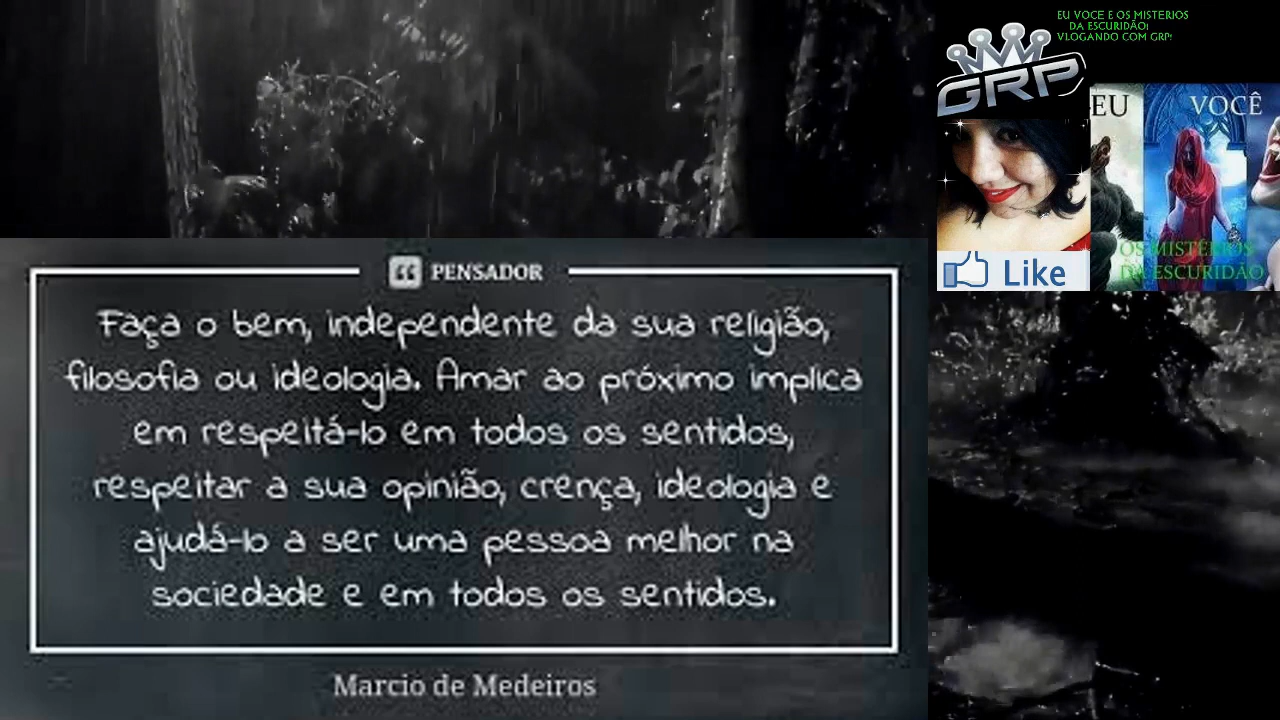 EU VOCE E OS MISTERIOS
DA ESCURIDÃO!
VLOGANDO COM GRP!
GRP
EU VOCÊ
OS MISTÉRIOS
DA ESCURIDÃO
Like
PENSADOR
Faça o bem, independente da sua religião,
filosofia ou ideologia. Amar ao próximo implica
em respeitá-lo em todos os sentidos,
respeitar a sua opinião, crença, ideologia e
ajudá-lo a ser uma pessoa melhor na
sociedade e em todos os sentidos.
Marcio de Medeiros